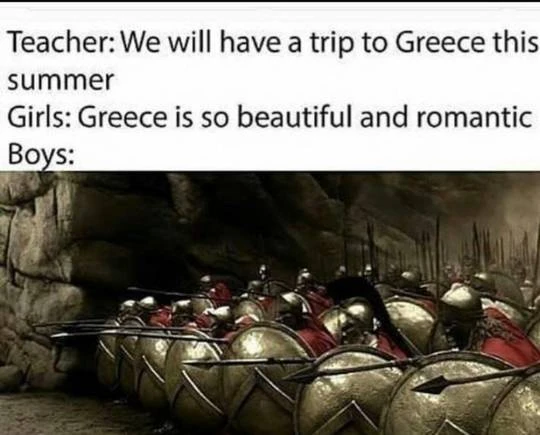 Teacher: We will have a trip to Greece this
summer
Girls: Greece is so beautiful and romantic
Boys: